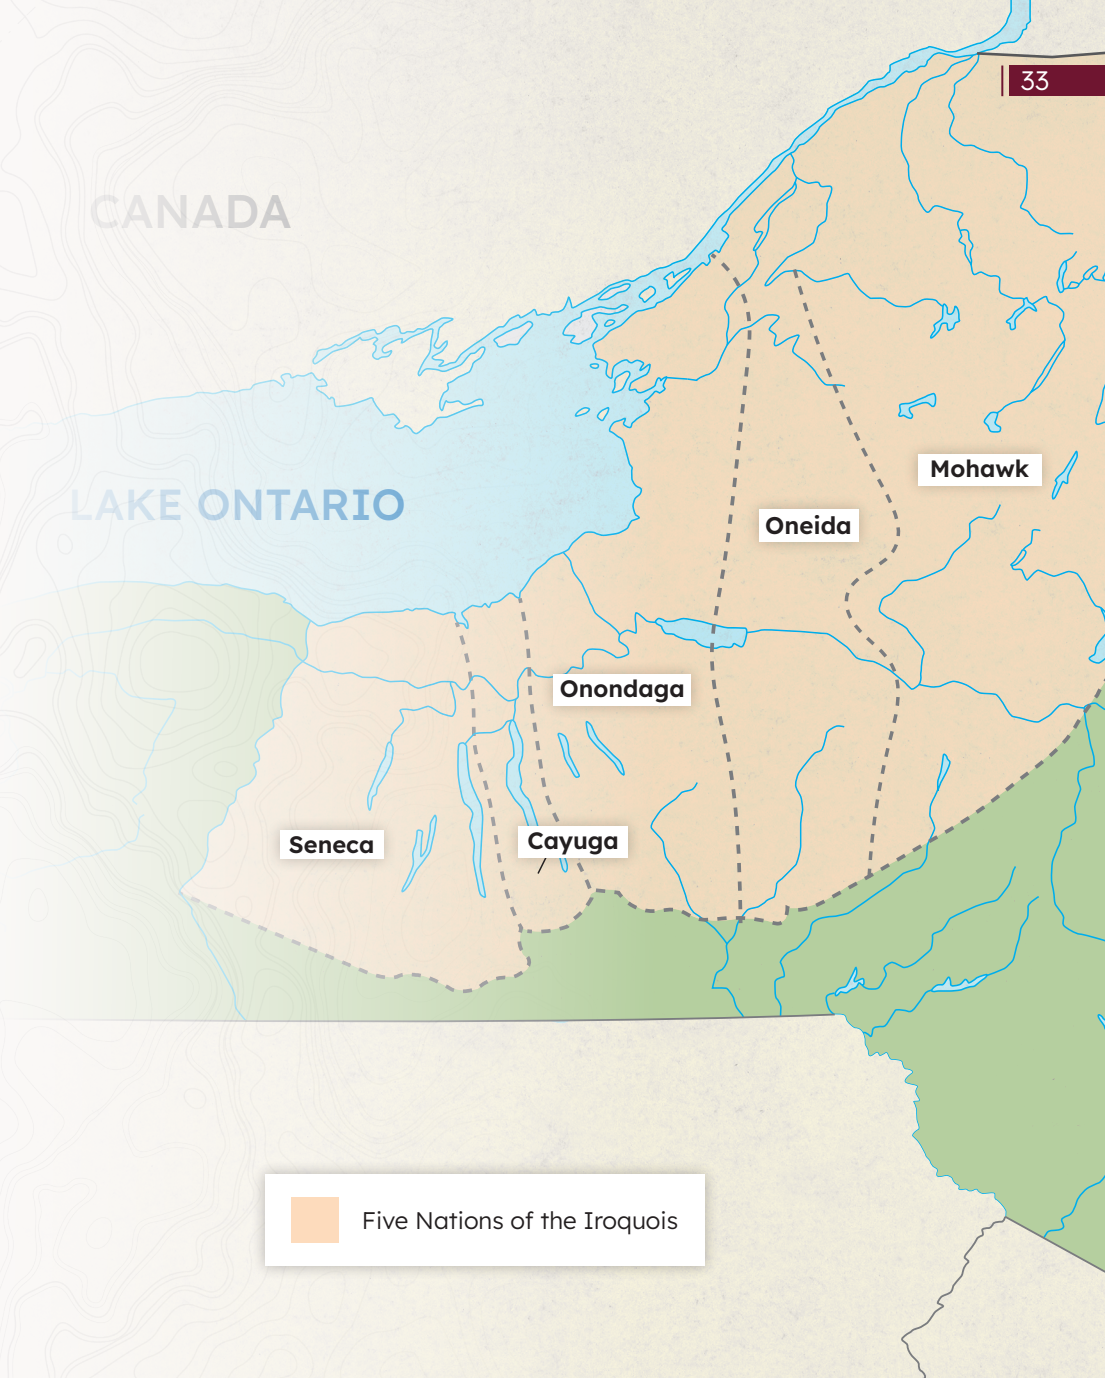 33
CANADA
Mohawk
LAKE ONTARIO
Oneida
Onondaga
Seneca
Cayuga
Five Nations of the Iroquois